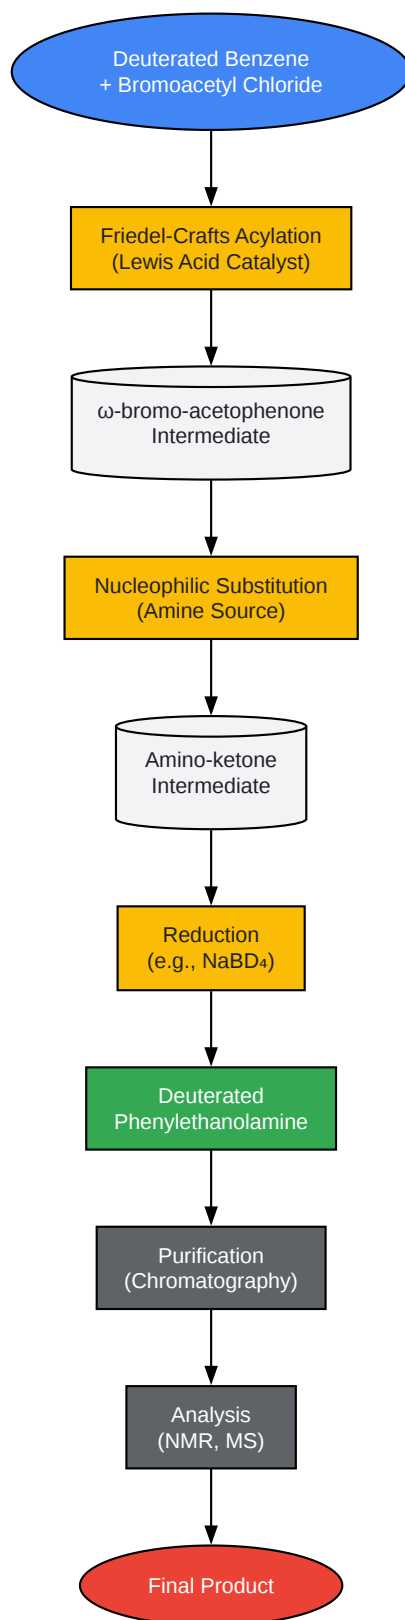 Deuterated Benzene
+ Bromoacetyl Chloride
Friedel-Crafts Acylation
(Lewis Acid Catalyst)
ω-bromo-acetophenone
Intermediate
Nucleophilic Substitution
(Amine Source)
Amino-ketone
Intermediate
Reduction
(e.g., NaBD₄)
Deuterated
Phenylethanolamine
Purification
(Chromatography)
Analysis
(NMR, MS)
Final Product